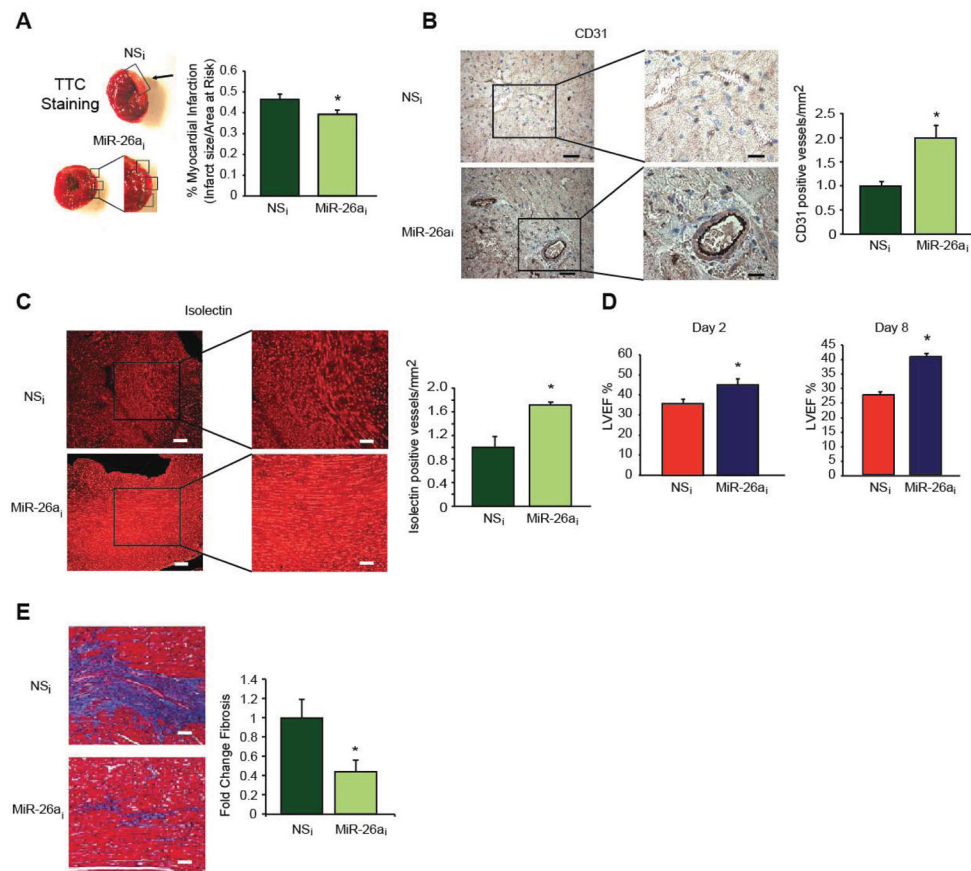 A
NSi
TTC
Staining
MiR-26ai
% Myocardial Infarction
(Infarct size/Area at Risk)
0.6
0.5
0.4
0.3
0.2
0.1
0
*
NSi
MiR-26ai
B
CD31
NSi
MiR-26ai
CD31 positive vessels/mm2
2.5
2.0
1.5
1.0
0.5
0
*
NSi
MiR-26ai
C
Isolectin
NSi
MiR-26ai
Isolectin positive vessels/mm2
2.0
1.6
1.2
0.8
0.4
0
*
NSi
MiR-26ai
D
Day 2
LVEF %
60
50
40
30
20
10
0
*
NSi
MiR-26ai
Day 8
LVEF %
45
40
35
30
25
20
15
10
5
0
*
NSi
MiR-26ai
E
NSi
MiR-26ai
Fold Change Fibrosis
1.4
1.2
1
0.8
0.6
0.4
0.2
0
*
NSi
MiR-26ai